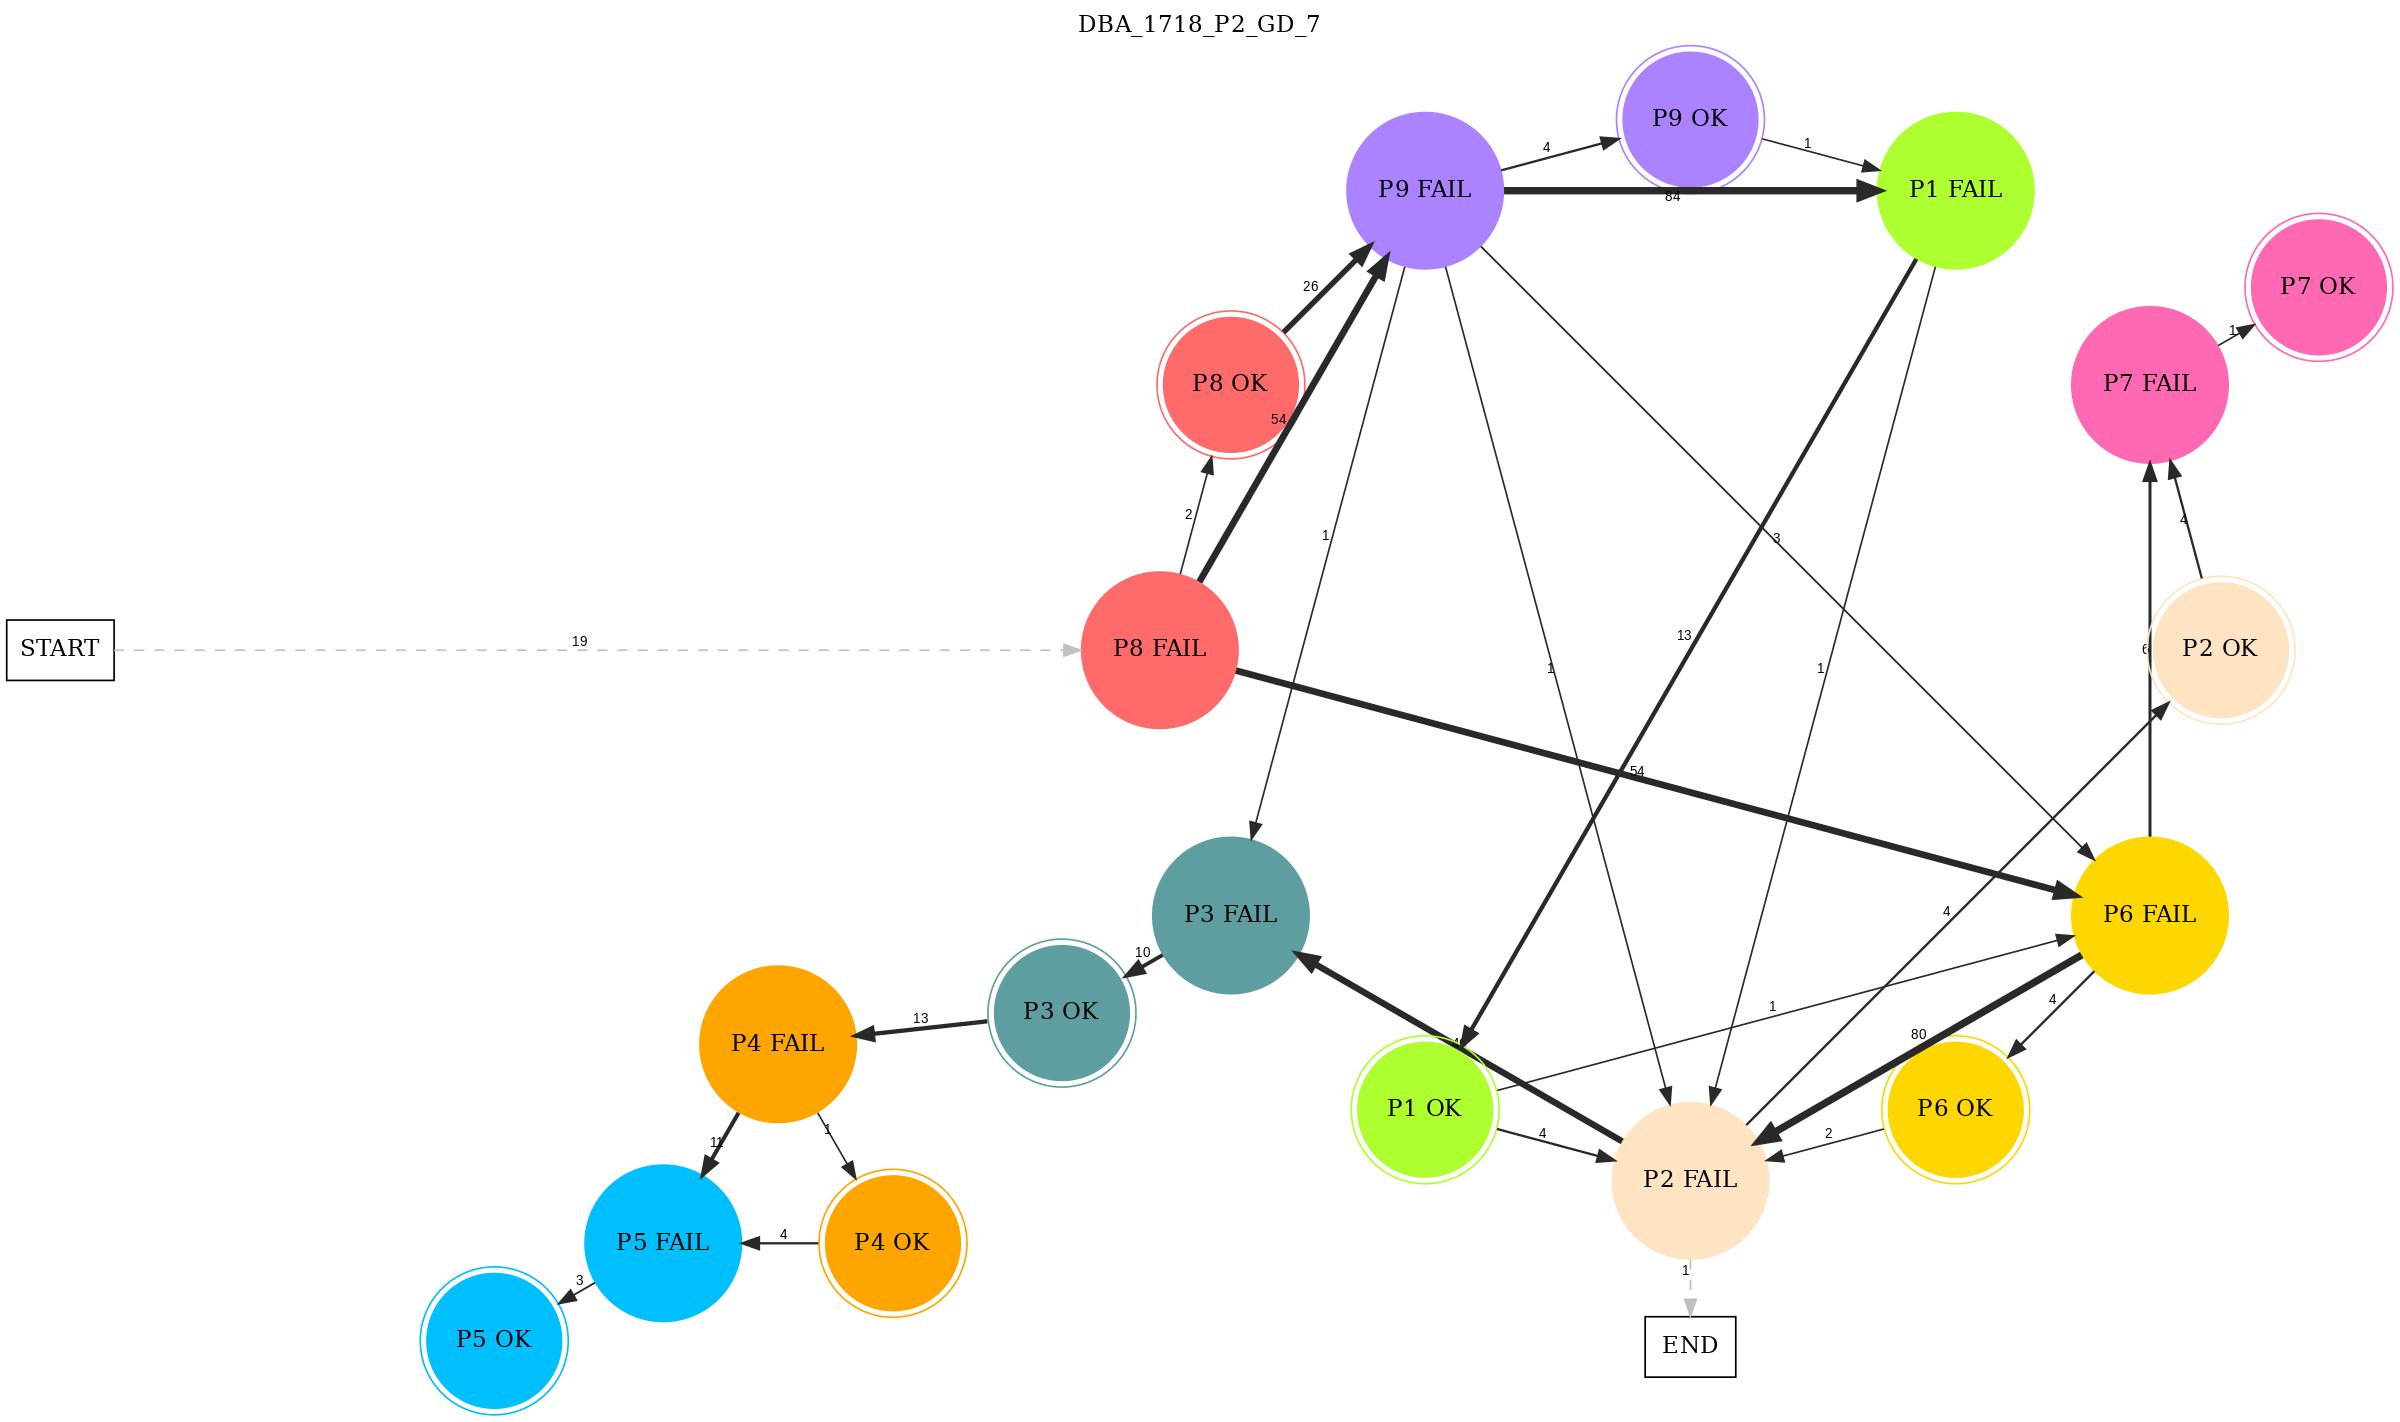 DBA_1718_P2_GD_7
P9 OK
4
1
P9 FAIL
84
P1 FAIL
P7 OK
26
1
P8 OK
P7 FAIL
54
2
1
3
4
START
19
P8 FAIL
13
1
1
P2 OK
54
P3 FAIL
4
P6 FAIL
10
P3 OK
1
4
13
P4 FAIL
80
P1 OK
P6 OK
11
1
4
2
P2 FAIL
P5 FAIL
4
P4 OK
3
1
P5 OK
END